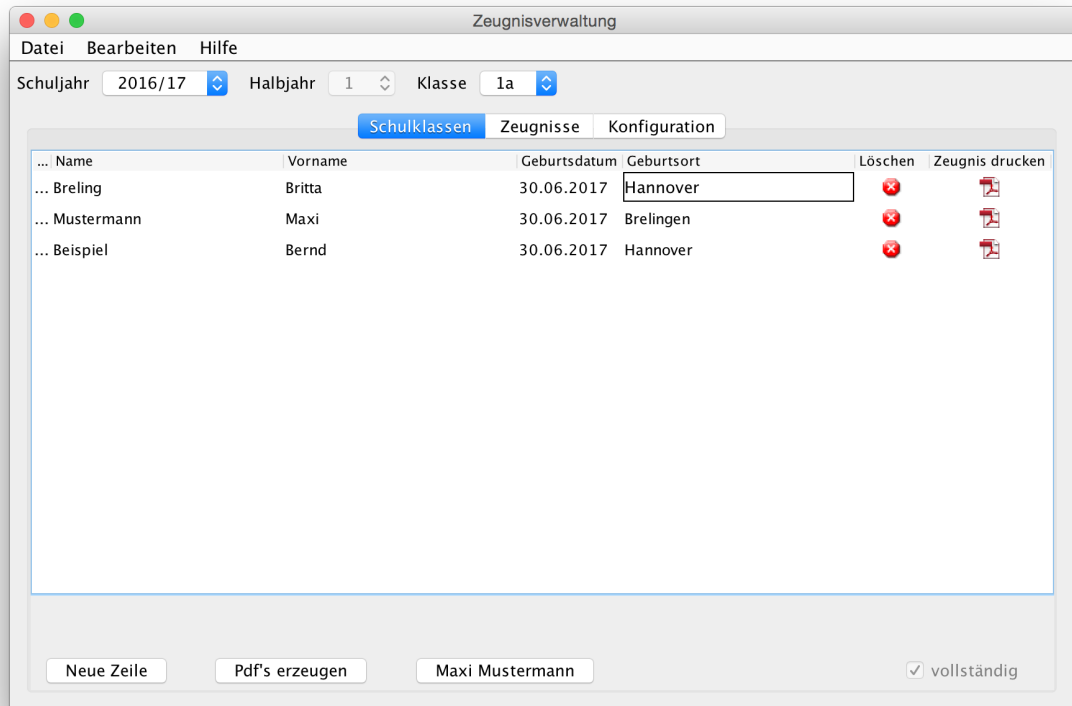 Zeugnisverwaltung
Datei Bearbeiten Hilfe
Schuljahr 2016/17 Halbjahr 1 Klasse 1a
Schulklassen Zeugnisse Konfiguration
... Name Vorname Geburtsdatum Geburtsort Löschen Zeugnis drucken
... Breling Britta 30.06.2017 Hannover
... Mustermann Maxi 30.06.2017 Brelingen
... Beispiel Bernd 30.06.2017 Hannover
Neue Zeile Pdf's erzeugen Maxi Mustermann vollständig